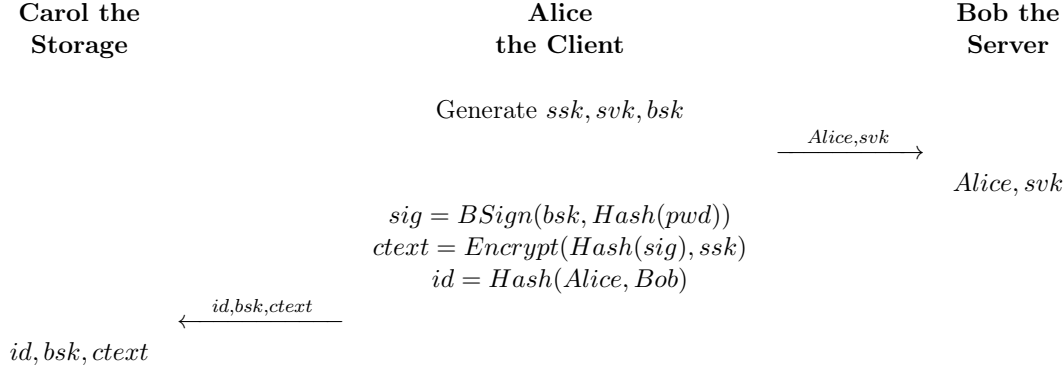 Carol the Storage
Alice the Client
Bob the Server
Generate ssk, svk, bsk
Alice,svk
Alice, svk
sig = BSign(bsk, Hash(pwd))
ctext = Encrypt(Hash(sig), ssk)
id = Hash(Alice, Bob)
id,bsk,ctext
id, bsk, ctext